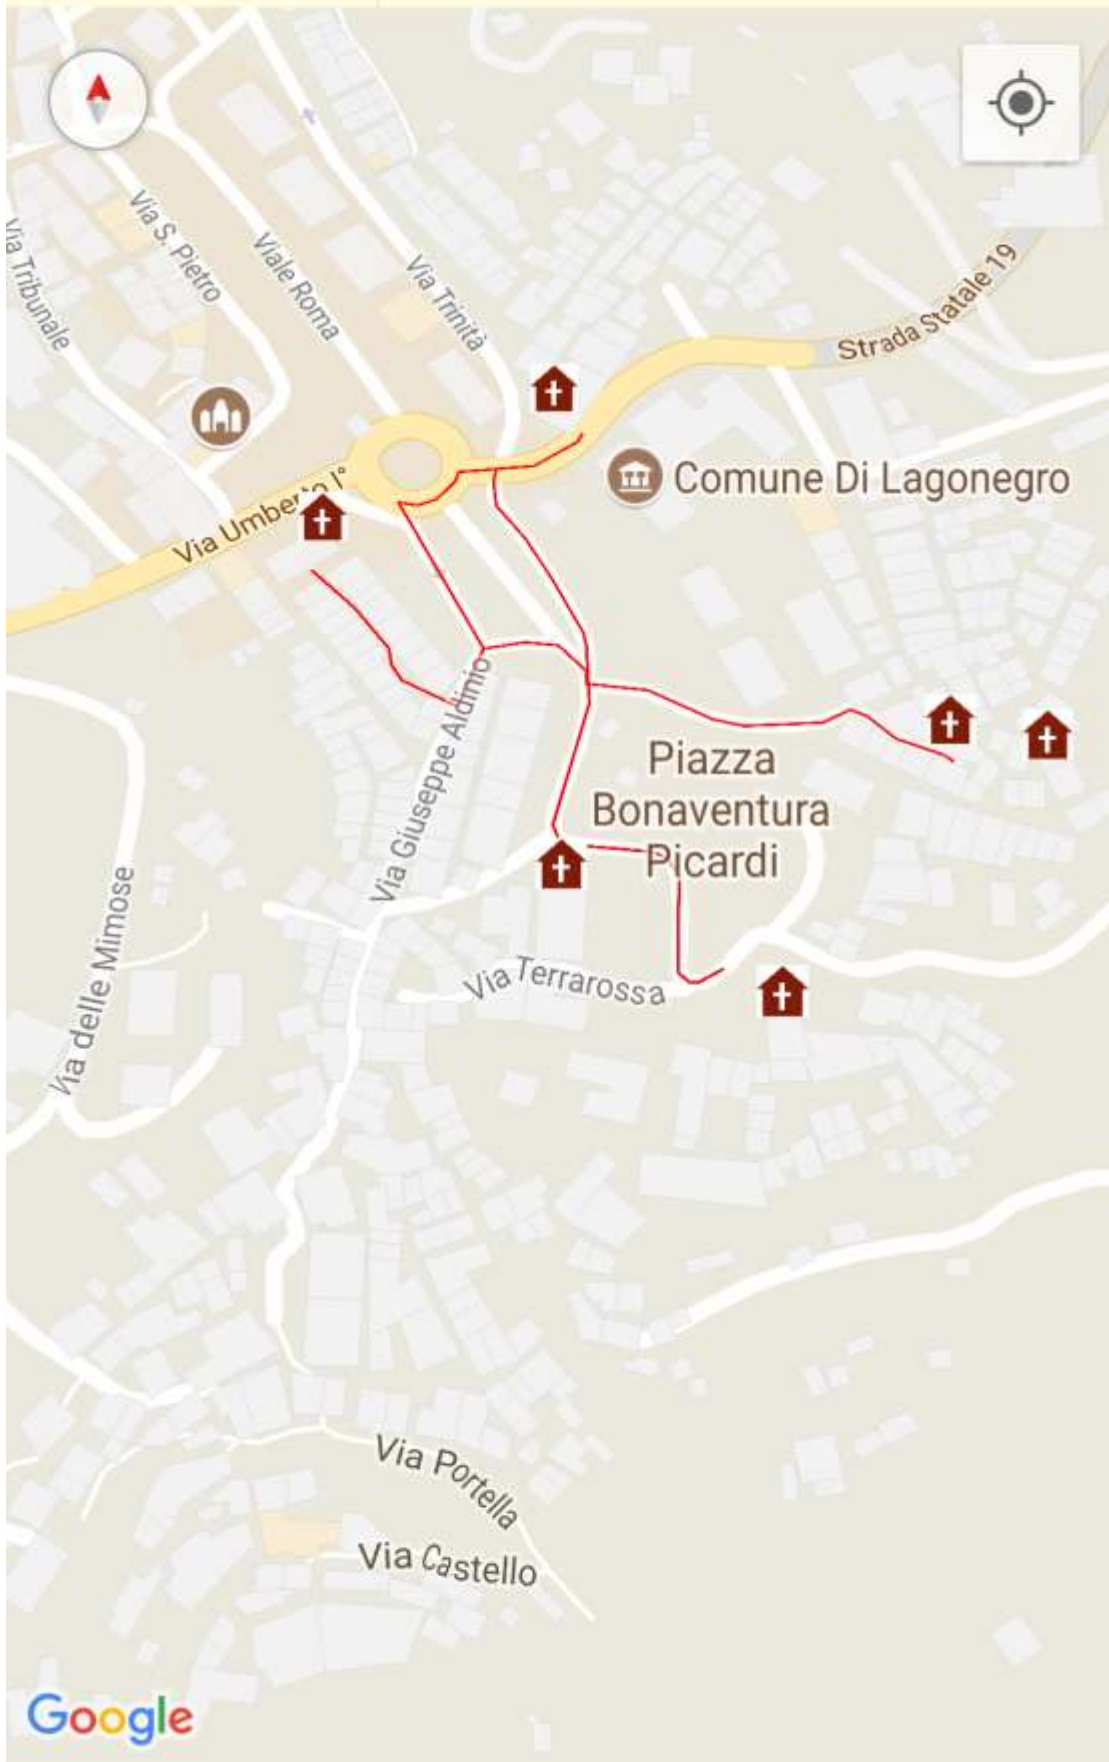 Via S. Pietro
Via Tribunale
Viale Roma
Via Trinità
Strada Statale 19
Comune Di Lagonegro
Via Umberto I°
Piazza
Bonaventura
Picardi
Via Giuseppe Aldinio
Via delle Mimose
Via Terrarossa
Via Portella
Via Castello
Google